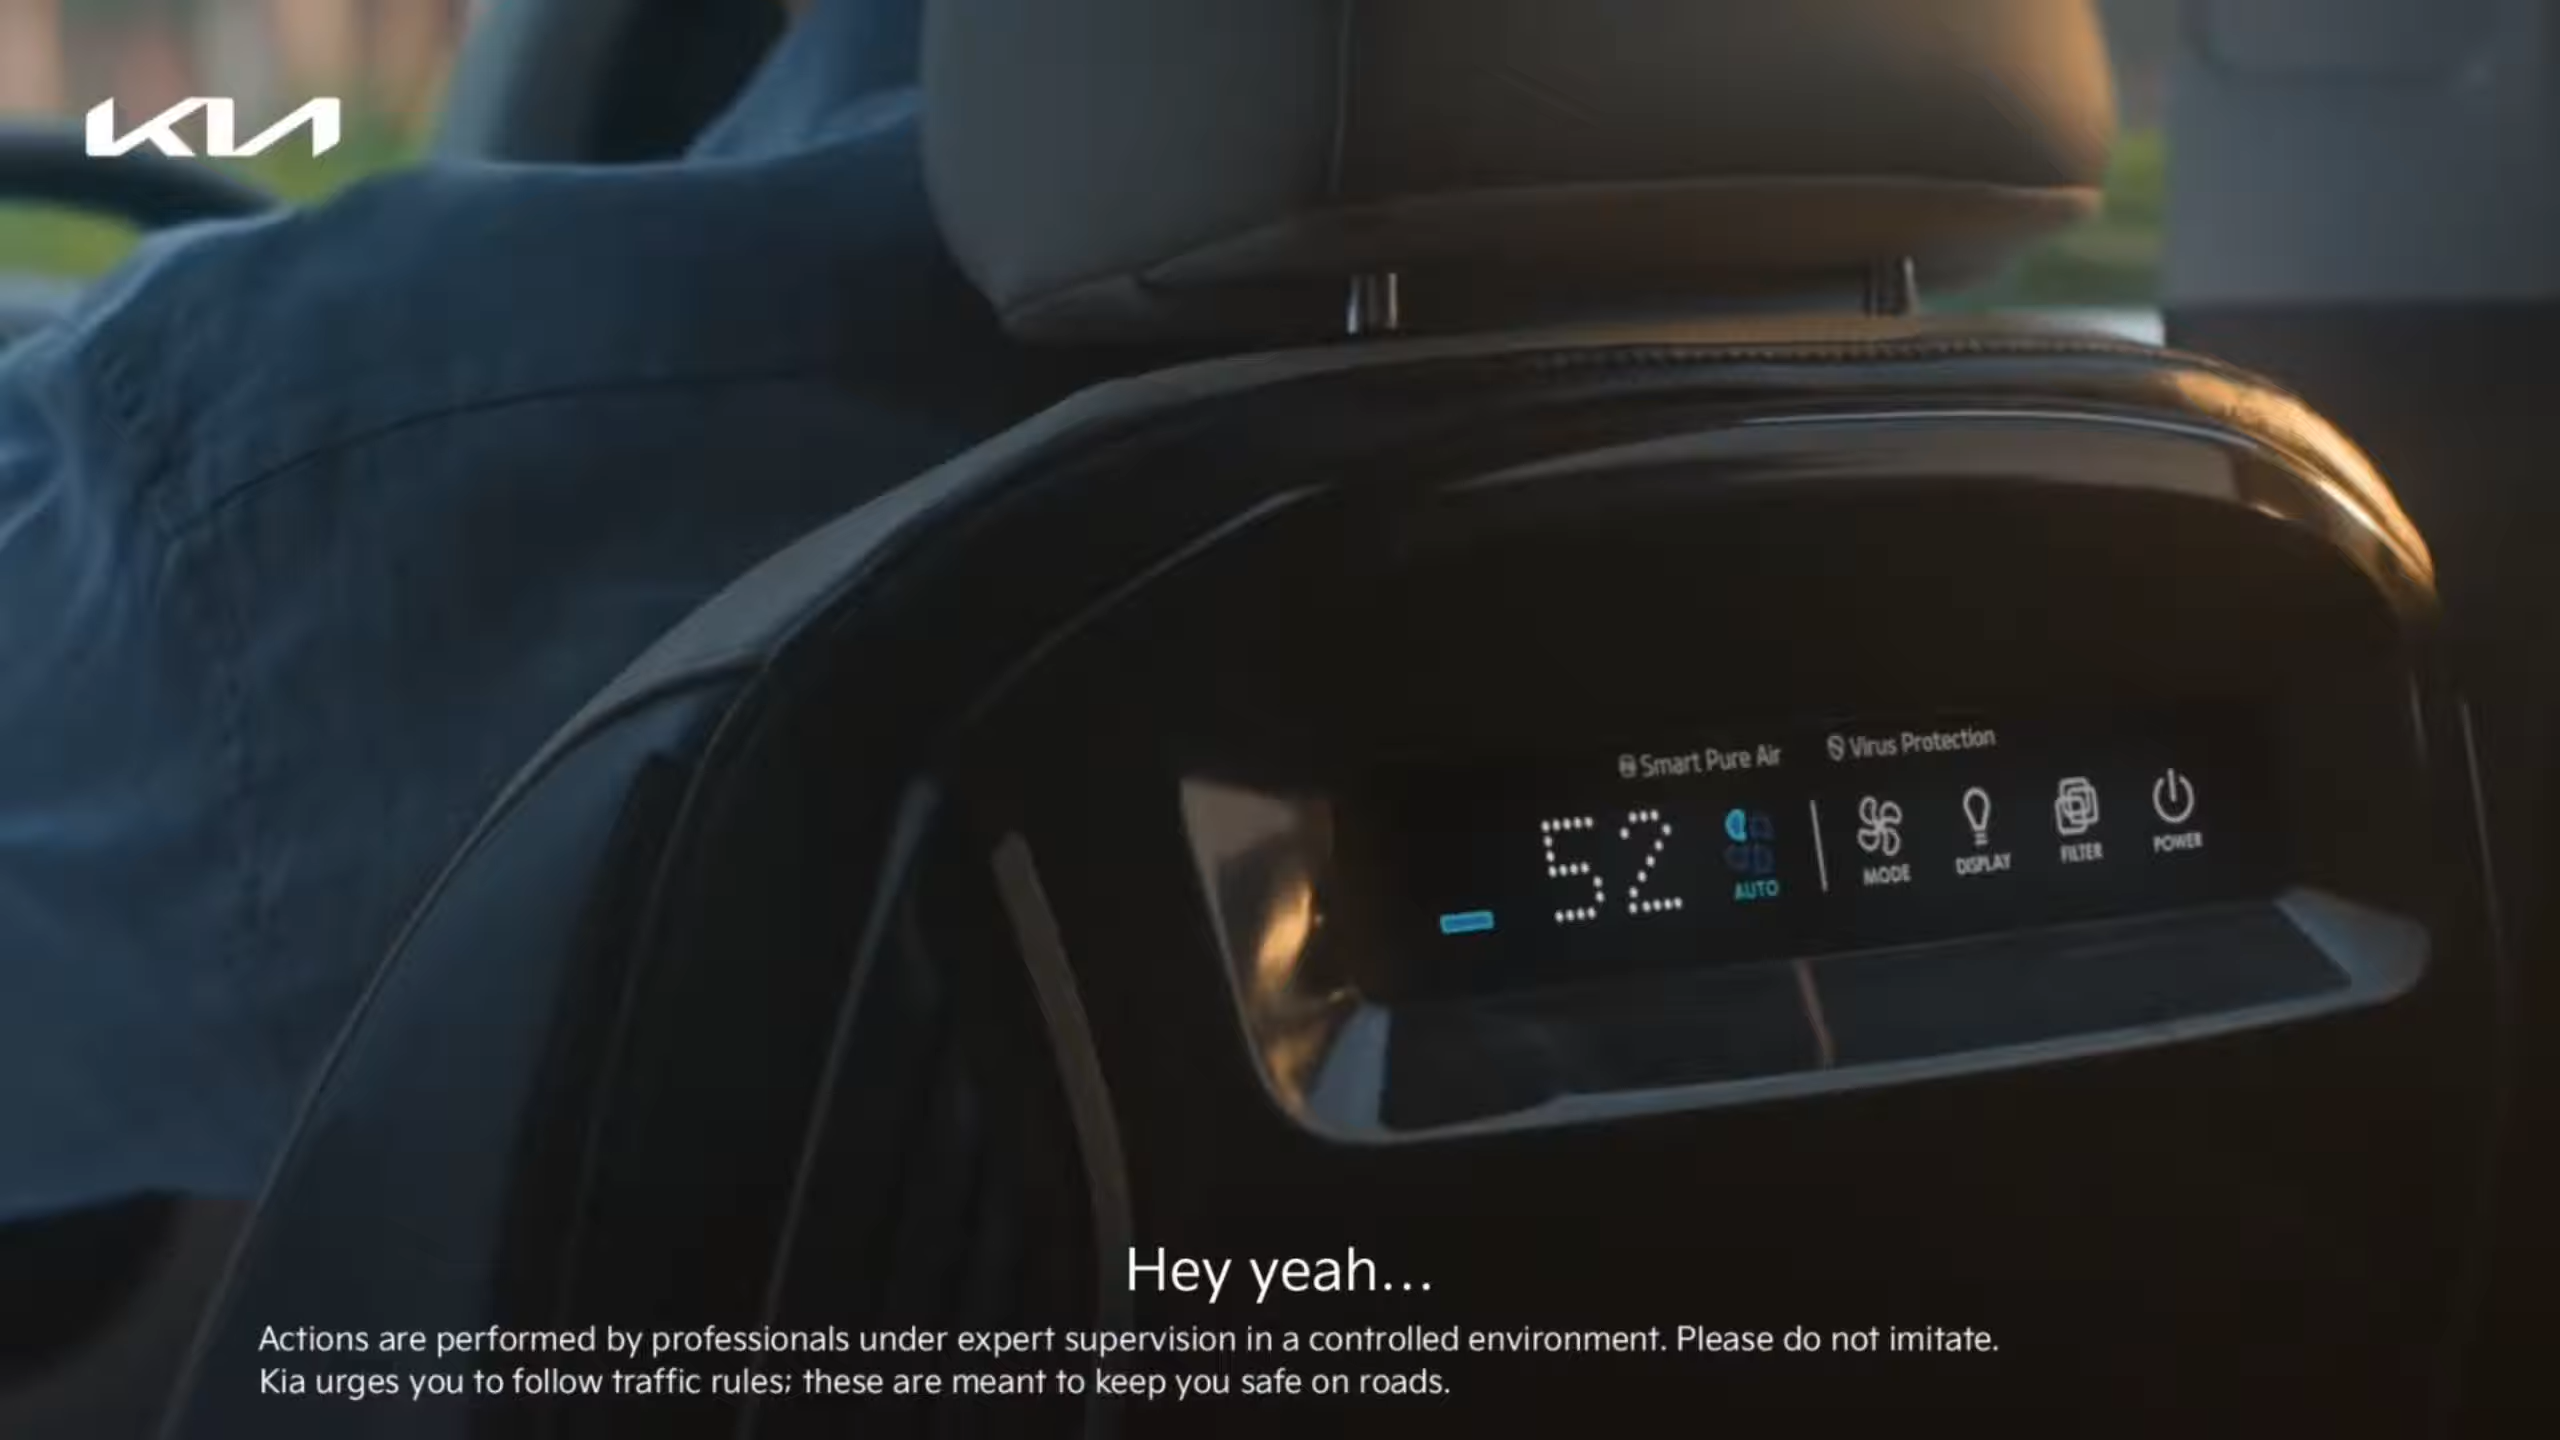 KIA
Smart Pure Air Virus Protection
52 AUTO MODE DISPLAY FILTER POWER
Hey yeah...
Actions are performed by professionals under expert supervision in a controlled environment. Please do not imitate.
Kia urges you to follow traffic rules; these are meant to keep you safe on roads.